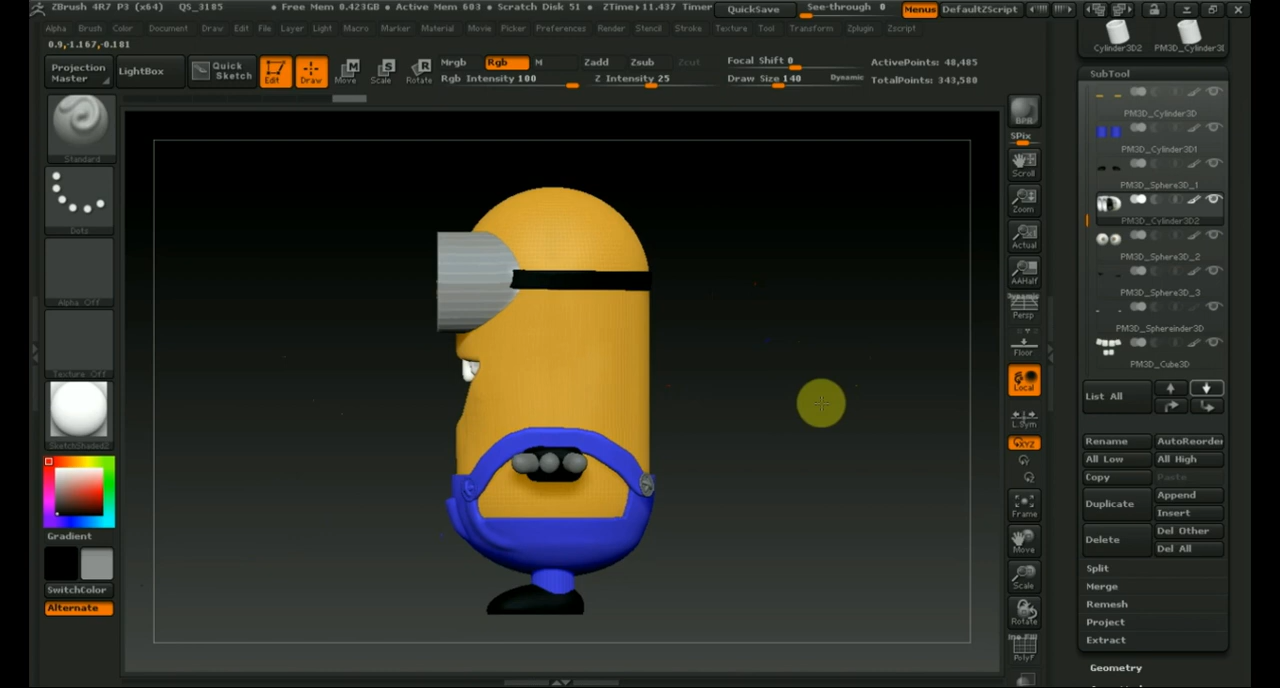 ZBrush 4R7 P3 (x64) QS_3185 • Free Mem 0.423GB • Active Mem 603 • Scratch Disk 51 • ZTime▸11.437 Timer QuickSave See-through 0 Menus DefaultZScript
Alpha Brush Color Document Draw Edit File Layer Light Macro Marker Material Movie Picker Preferences Render Stencil Stroke Texture Tool Transform Zplugin Zscript
0.9,-1.167,-0.181
Projection Master
LightBox
Quick Sketch
Edit
Draw
Move
Scale
Rotate
Mrgb Rgb M Zadd Zsub Zcut
Rgb Intensity 100 Z Intensity 25
Focal Shift 0
Draw Size 140 Dynamic
ActivePoints: 48,485
TotalPoints: 343,580
Standard
Dots
Alpha Off
Texture Off
Gradient
SwitchColor
Alternate
BPR
SPix
Scroll
Zoom
Actual
AAHalf
Dynamic
Persp
Floor
Local
L.Sym
XYZ
Frame
Move
Scale
Rotate
PolyF
Cylinder3D2
SubTool
PM3D_Cylinder3D
PM3D_Cylinder3D1
PM3D_Sphere3D_1
PM3D_Cylinder3D2
PM3D_Sphere3D_2
PM3D_Sphere3D_3
PM3D_Sphereinder3D
PM3D_Cube3D
List All
Rename AutoReorder
All Low All High
Copy Paste
Duplicate Append
Insert
Delete Del Other
Del All
Split
Merge
Remesh
Project
Extract
Geometry